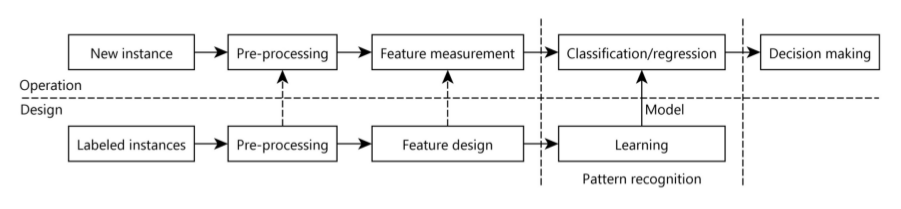 New instance
Pre-processing
Feature measurement
Classification/regression
Decision making
Operation
Design
Model
Labeled instances
Pre-processing
Feature design
Learning
Pattern recognition